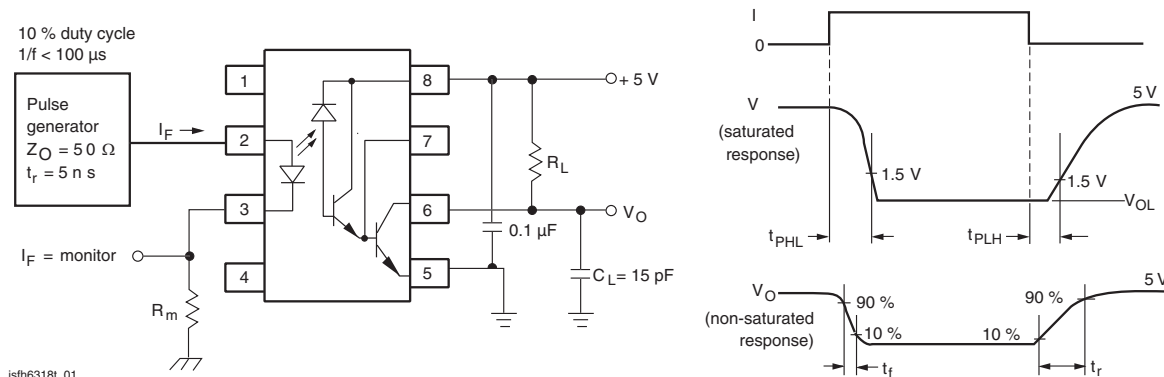 10 % duty cycle
1/f < 100 µs
Pulse
generator
Z_O = 50 Ω
t_r = 5 n s
I_F
1
2
3
4
8
7
6
5
+ 5 V
R_L
V_O
0.1 µF
C_L = 15 pF
I_F = monitor
R_m
isfh6318t_01
I
0
V
(saturated
response)
5 V
1.5 V
1.5 V
V_OL
t_PHL
t_PLH
V_O
(non-saturated
response)
5 V
90 %
90 %
10 %
10 %
t_f
t_r